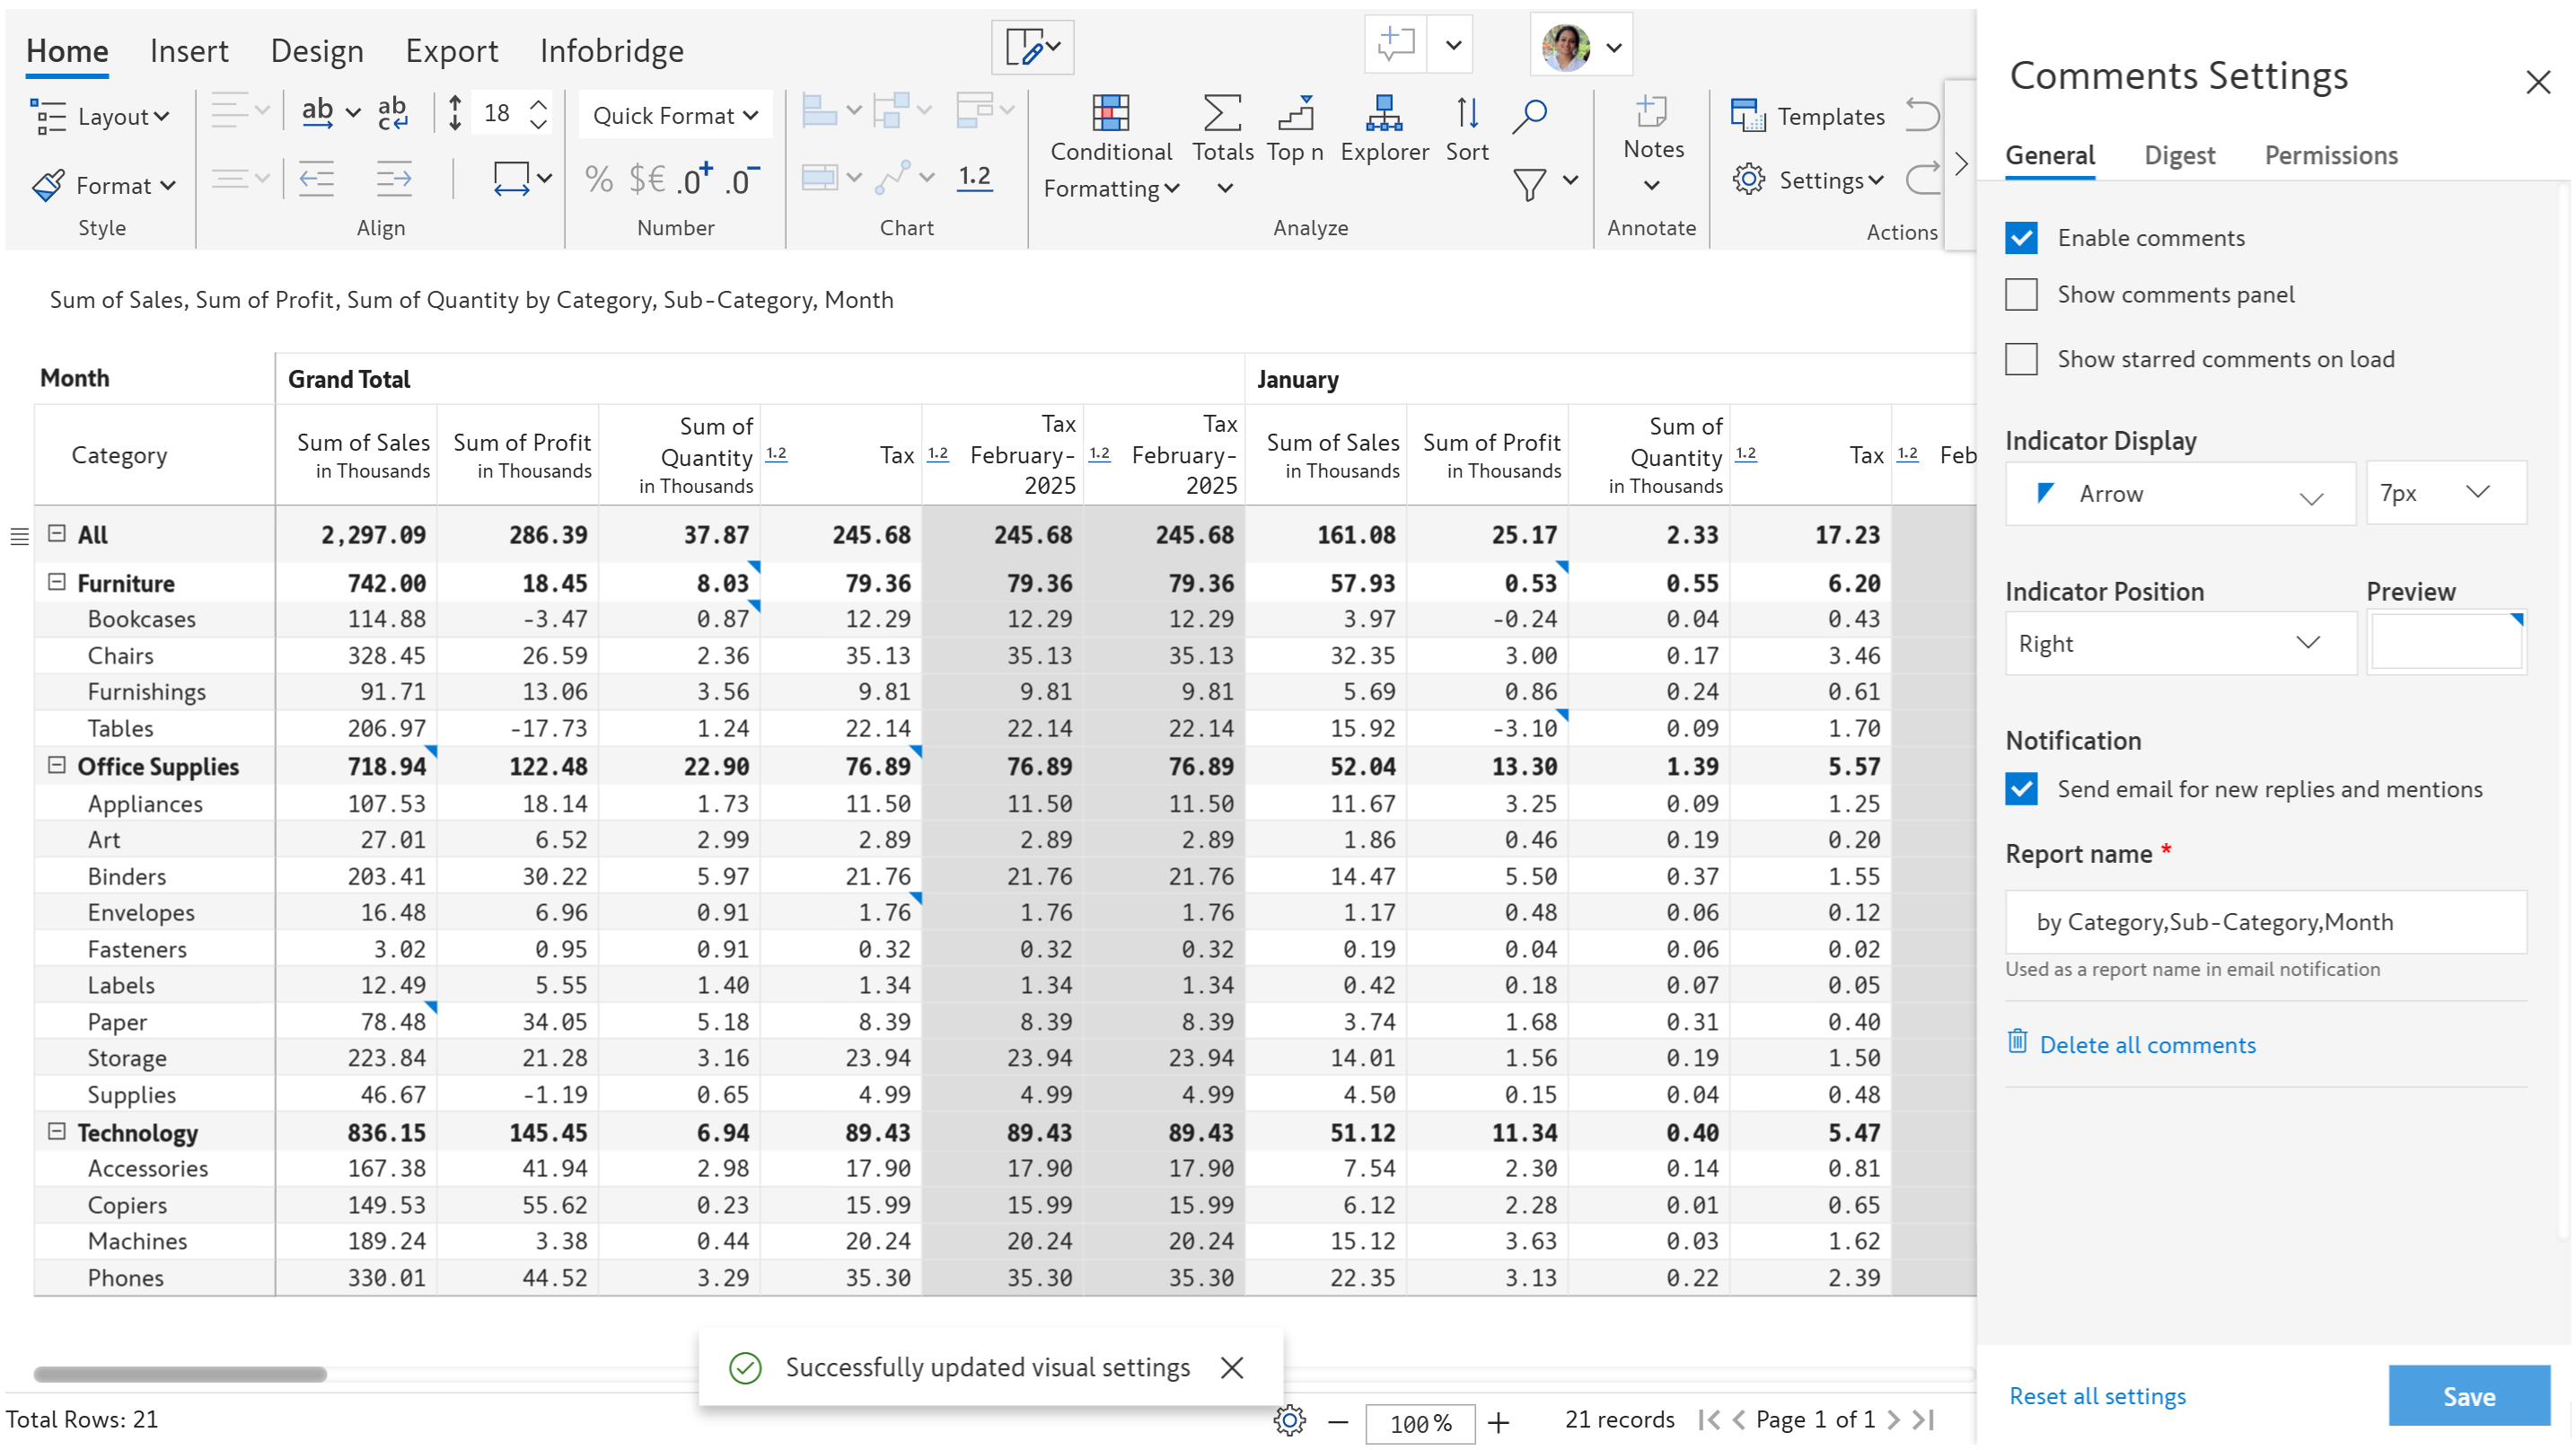 Home Insert Design Export Infobridge
Layout ab ab c 18 Quick Format Conditional Formatting Totals Top n Explorer Sort Notes Templates
Format % $€ .0+ .0- 1.2 Settings
Style Align Number Chart Analyze Annotate Actions
Sum of Sales, Sum of Profit, Sum of Quantity by Category, Sub-Category, Month
Month Grand Total January
Category Sum of Sales in Thousands Sum of Profit in Thousands Sum of Quantity in Thousands 1.2 Tax 1.2 Tax February-2025 1.2 Tax February-2025 Sum of Sales in Thousands Sum of Profit in Thousands Sum of Quantity in Thousands 1.2 Tax 1.2 Feb
All 2,297.09 286.39 37.87 245.68 245.68 245.68 161.08 25.17 2.33 17.23
Furniture 742.00 18.45 8.03 79.36 79.36 79.36 57.93 0.53 0.55 6.20
Bookcases 114.88 -3.47 0.87 12.29 12.29 12.29 3.97 -0.24 0.04 0.43
Chairs 328.45 26.59 2.36 35.13 35.13 35.13 32.35 3.00 0.17 3.46
Furnishings 91.71 13.06 3.56 9.81 9.81 9.81 5.69 0.86 0.24 0.61
Tables 206.97 -17.73 1.24 22.14 22.14 22.14 15.92 -3.10 0.09 1.70
Office Supplies 718.94 122.48 22.90 76.89 76.89 76.89 52.04 13.30 1.39 5.57
Appliances 107.53 18.14 1.73 11.50 11.50 11.50 11.67 3.25 0.09 1.25
Art 27.01 6.52 2.99 2.89 2.89 2.89 1.86 0.46 0.19 0.20
Binders 203.41 30.22 5.97 21.76 21.76 21.76 14.47 5.50 0.37 1.55
Envelopes 16.48 6.96 0.91 1.76 1.76 1.76 1.17 0.48 0.06 0.12
Fasteners 3.02 0.95 0.91 0.32 0.32 0.32 0.19 0.04 0.06 0.02
Labels 12.49 5.55 1.40 1.34 1.34 1.34 0.42 0.18 0.07 0.05
Paper 78.48 34.05 5.18 8.39 8.39 8.39 3.74 1.68 0.31 0.40
Storage 223.84 21.28 3.16 23.94 23.94 23.94 14.01 1.56 0.19 1.50
Supplies 46.67 -1.19 0.65 4.99 4.99 4.99 4.50 0.15 0.04 0.48
Technology 836.15 145.45 6.94 89.43 89.43 89.43 51.12 11.34 0.40 5.47
Accessories 167.38 41.94 2.98 17.90 17.90 17.90 7.54 2.30 0.14 0.81
Copiers 149.53 55.62 0.23 15.99 15.99 15.99 6.12 2.28 0.01 0.65
Machines 189.24 3.38 0.44 20.24 20.24 20.24 15.12 3.63 0.03 1.62
Phones 330.01 44.52 3.29 35.30 35.30 35.30 22.35 3.13 0.22 2.39
Successfully updated visual settings
Total Rows: 21 100% 21 records Page 1 of 1
Comments Settings
General Digest Permissions
Enable comments
Show comments panel
Show starred comments on load
Indicator Display
Arrow 7px
Indicator Position Preview
Right
Notification
Send email for new replies and mentions
Report name *
by Category,Sub-Category,Month
Used as a report name in email notification
Delete all comments
Reset all settings Save